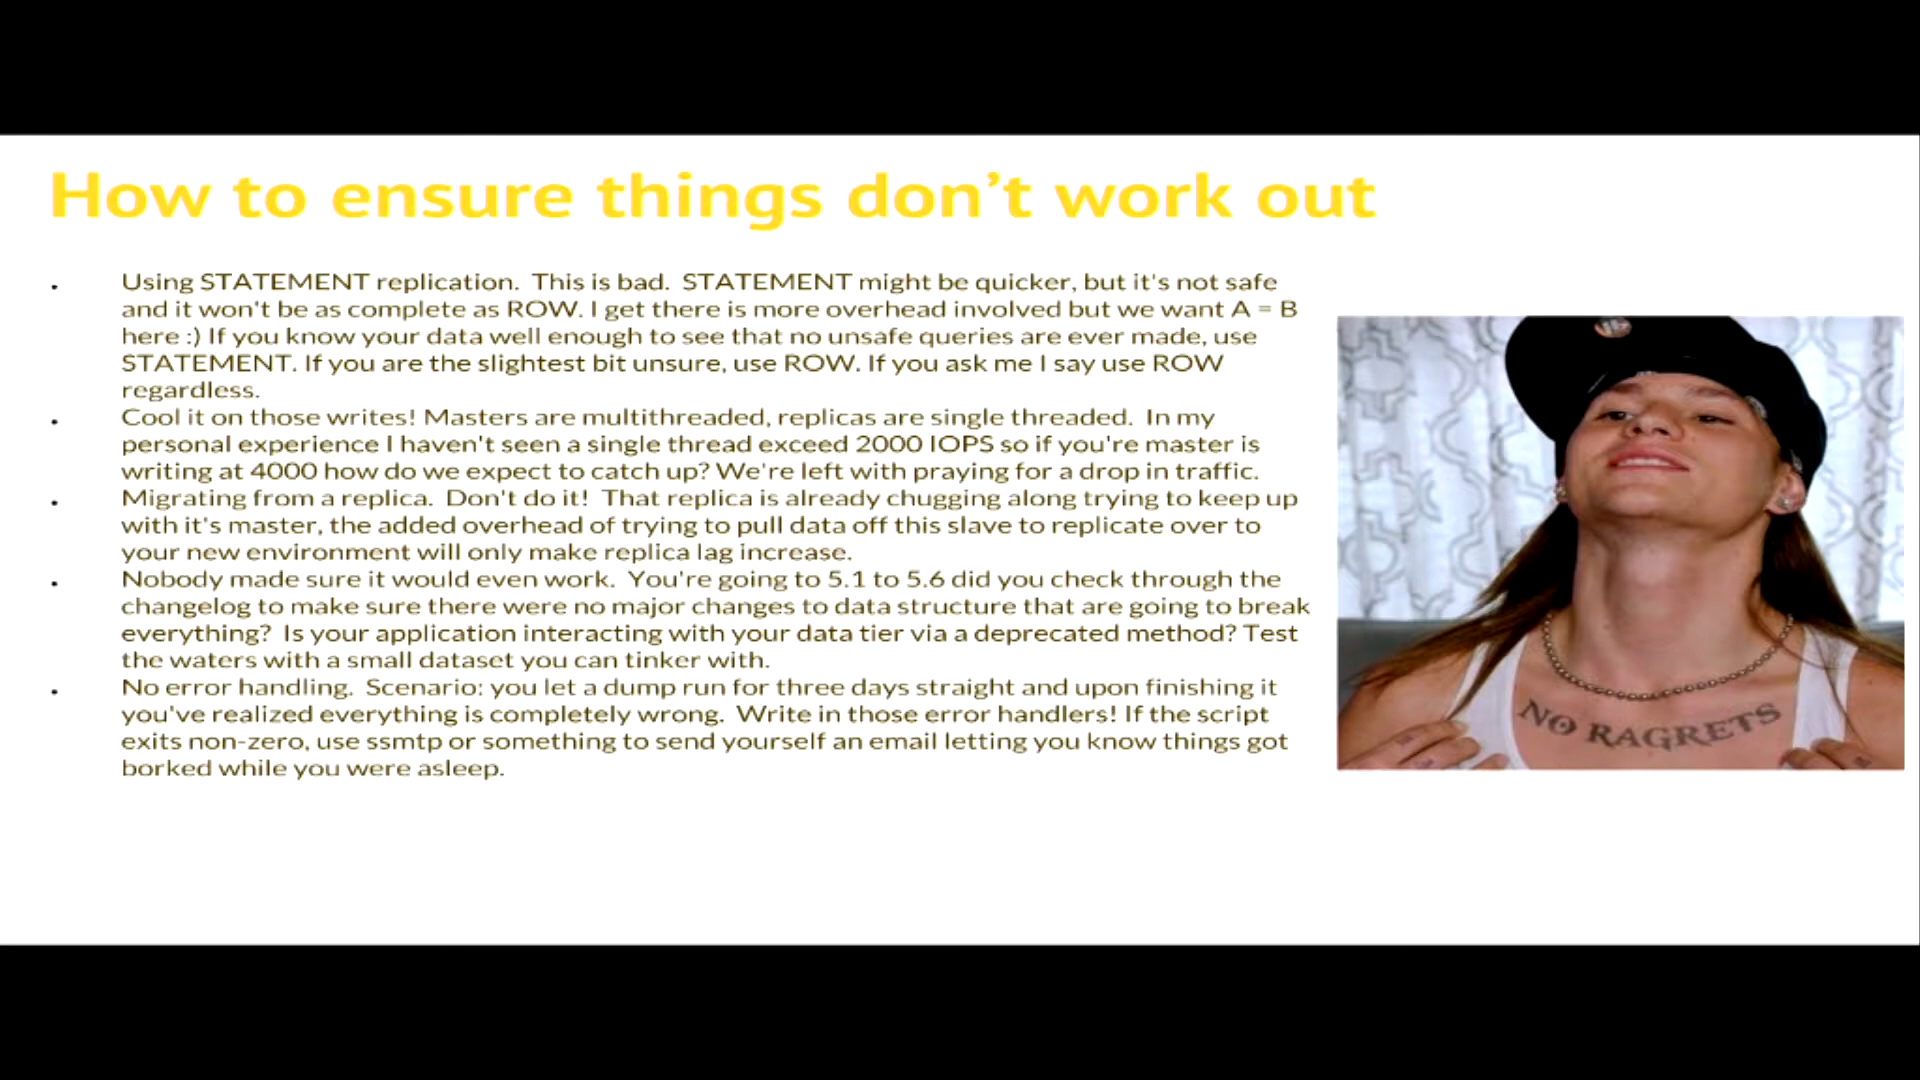 How to ensure things don’t work out
• Using STATEMENT replication. This is bad. STATEMENT might be quicker, but it's not safe
and it won't be as complete as ROW. I get there is more overhead involved but we want A = B
here :) If you know your data well enough to see that no unsafe queries are ever made, use
STATEMENT. If you are the slightest bit unsure, use ROW. If you ask me I say use ROW
regardless.
• Cool it on those writes! Masters are multithreaded, replicas are single threaded. In my
personal experience I haven't seen a single thread exceed 2000 IOPS so if you're master is
writing at 4000 how do we expect to catch up? We're left with praying for a drop in traffic.
• Migrating from a replica. Don't do it! That replica is already chugging along trying to keep up
with it's master, the added overhead of trying to pull data off this slave to replicate over to
your new environment will only make replica lag increase.
• Nobody made sure it would even work. You're going to 5.1 to 5.6 did you check through the
changelog to make sure there were no major changes to data structure that are going to break
everything? Is your application interacting with your data tier via a deprecated method? Test
the waters with a small dataset you can tinker with.
• No error handling. Scenario: you let a dump run for three days straight and upon finishing it
you've realized everything is completely wrong. Write in those error handlers! If the script
exits non-zero, use ssmtp or something to send yourself an email letting you know things got
borked while you were asleep.
NO RAGRETS